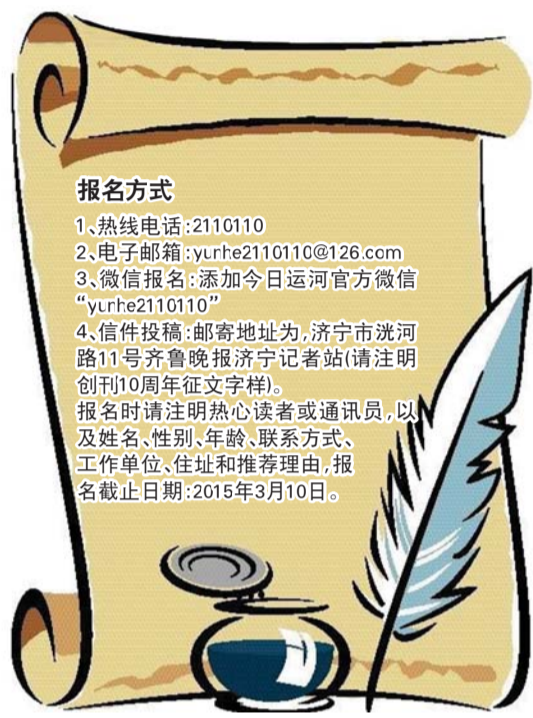 报名方式
1、热线电话:2110110
2、电子邮箱:yunhe2110110@126.com
3、微信报名:添加今日运河官方微信
“yunhe2110110”
4、信件投稿:邮寄地址为,济宁市洸河
路11号齐鲁晚报济宁记者站(请注明
创刊10周年征文字样)。
报名时请注明热心读者或通讯员,以
及姓名、性别、年龄、联系方式、
工作单位、住址和推荐理由,报
名截止日期:2015年3月10日。